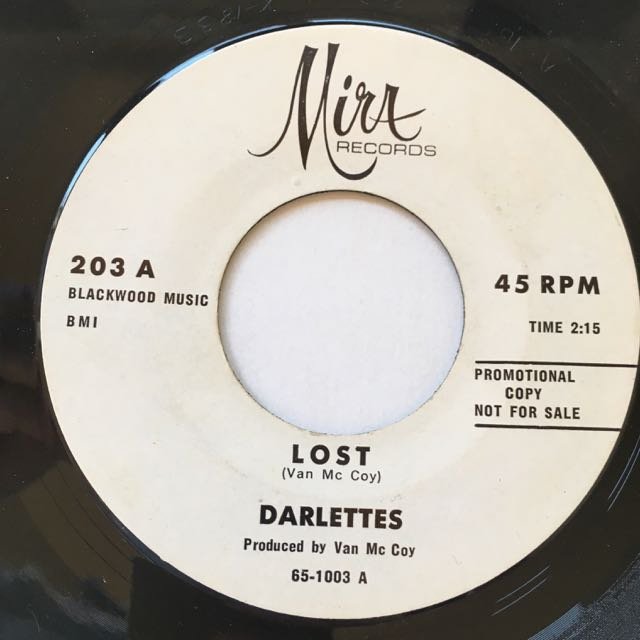 Mira
RECORDS
203 A
BLACKWOOD MUSIC
BMI
45 RPM
TIME 2:15
PROMOTIONAL
COPY
NOT FOR SALE
LOST
(Van Mc Coy)
DARLETTES
Produced by Van Mc Coy
65-1003 A